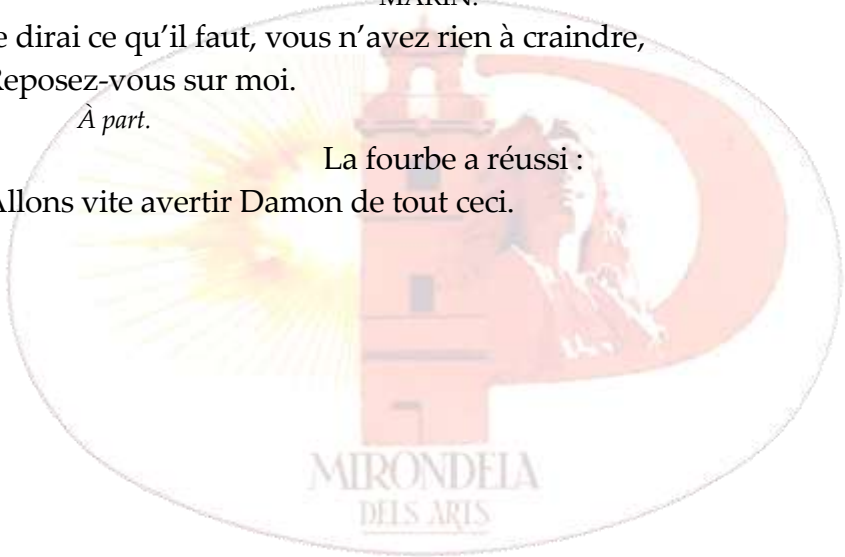 MARIN.
e dirai ce qu’il faut, vous n’avez rien à craindre,
Reposez-vous sur moi.
À part.
La fourbe a réussi :
Allons vite avertir Damon de tout ceci.
MIRONDELA
DELS ARTS